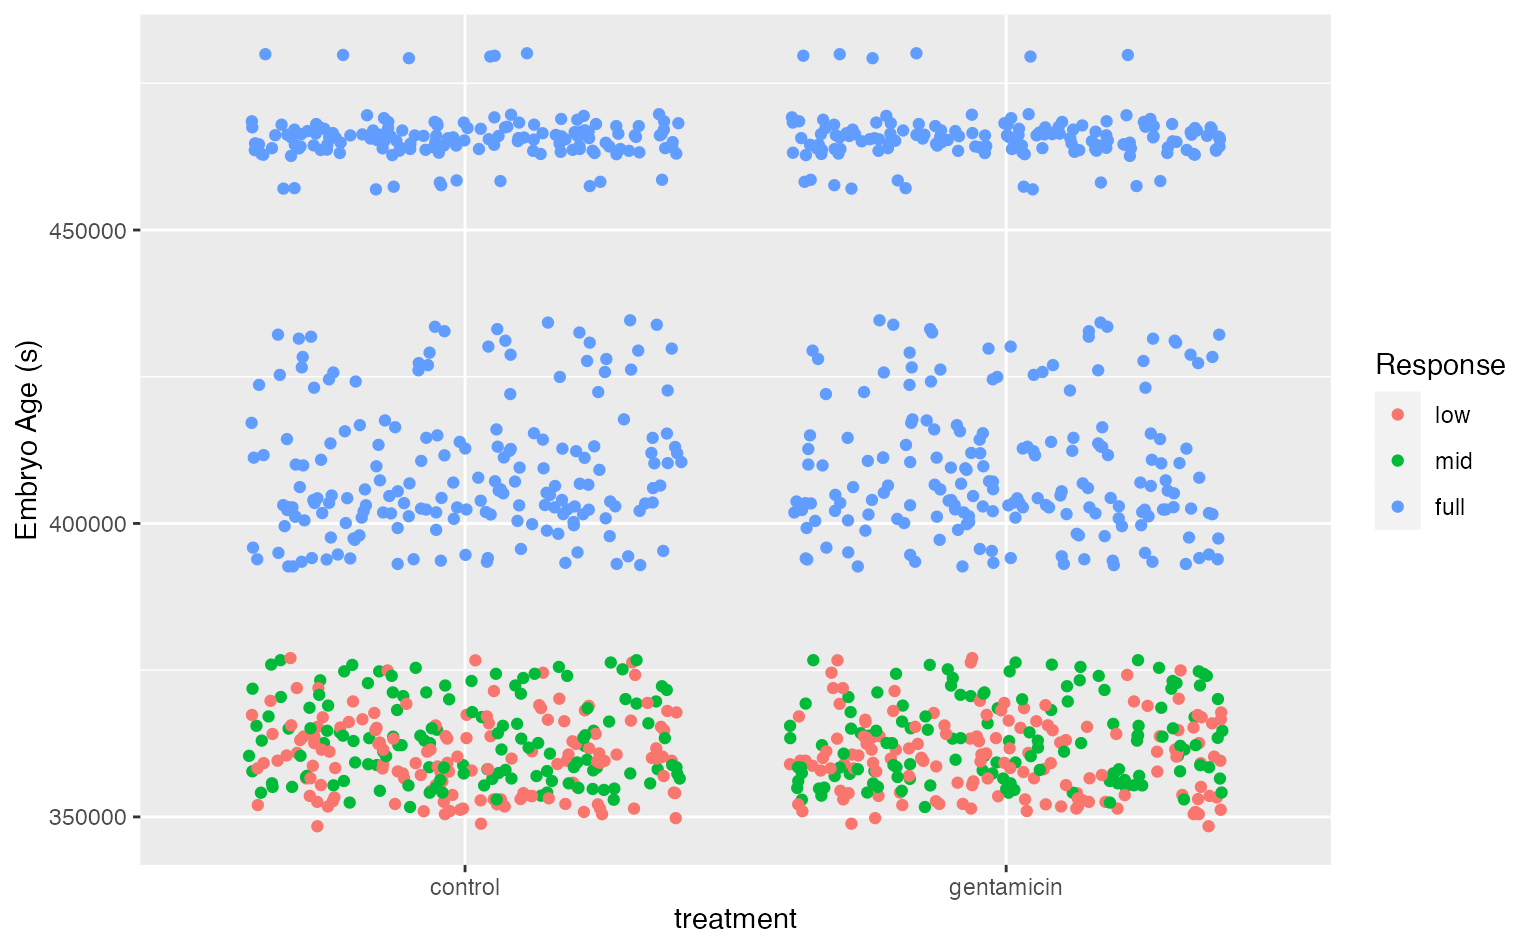 Embryo Age (s)
450000
400000
350000
control
gentamicin
treatment
Response
low
mid
full